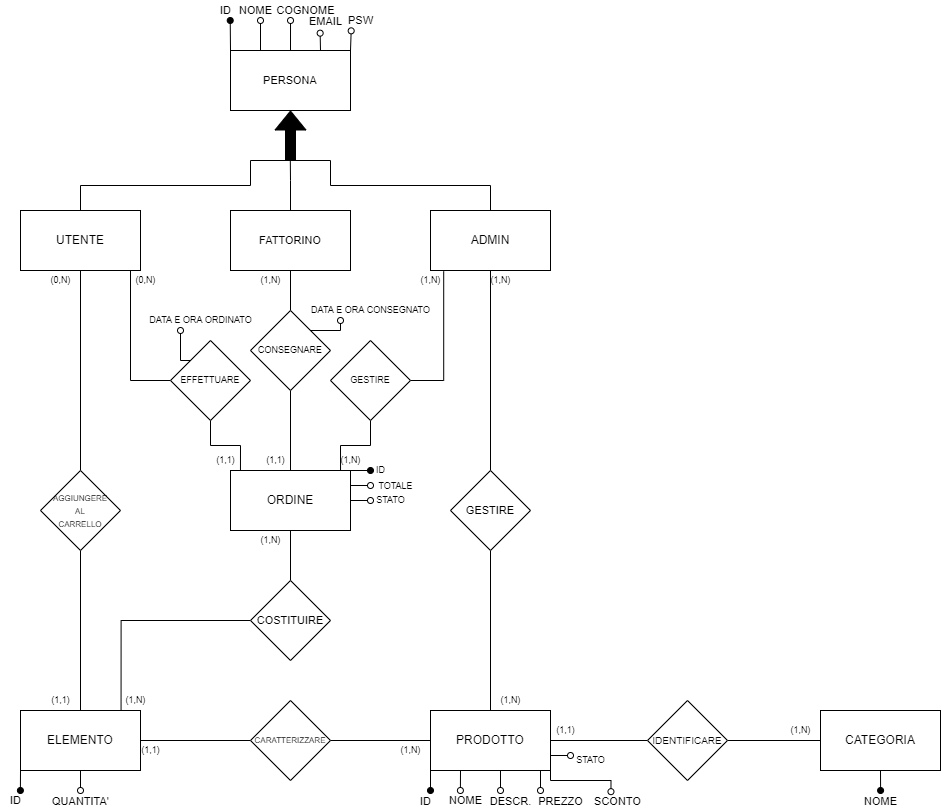 ID NOME COGNOME
EMAIL PSW
PERSONA
UTENTE FATTORINO ADMIN
(0,N) (0,N) (1,N) (1,N) (1,N)
DATA E ORA ORDINATO DATA E ORA CONSEGNATO
EFFETTUARE CONSEGNARE GESTIRE
(1,1) (1,1) (1,N)
ID
TOTALE
STATO
ORDINE
(1,N)
AGGIUNGERE
AL
CARRELLO
GESTIRE
COSTITUIRE
(1,1) (1,N) (1,N)
ELEMENTO CARATTERIZZARE PRODOTTO IDENTIFICARE CATEGORIA
(1,1) (1,N) (1,1) (1,N)
STATO
ID QUANTITA' ID NOME DESCR. PREZZO SCONTO NOME